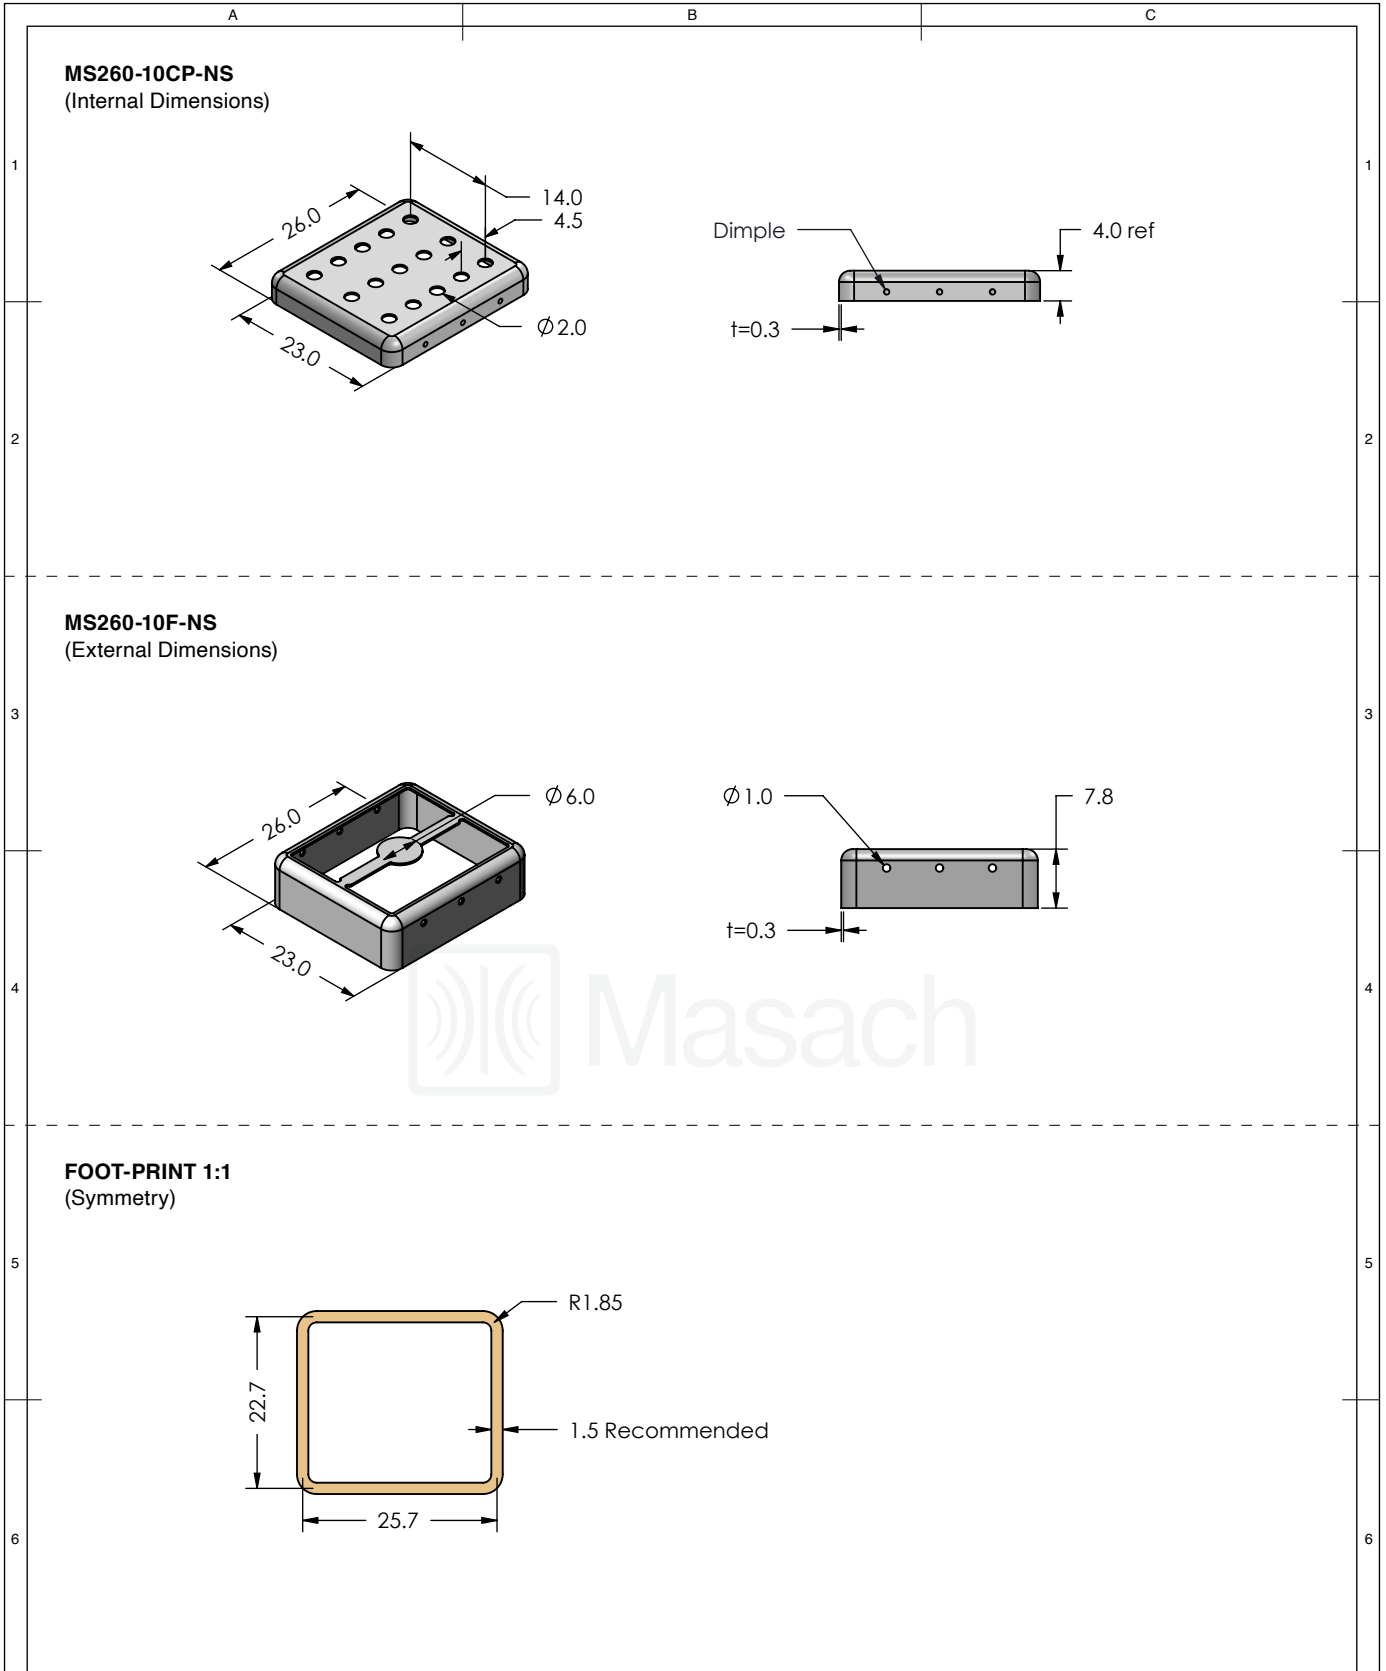 A B C
MS260-10CP-NS
(Internal Dimensions)
1 1
14.0
4.5
26.0
23.0
Ø2.0
Dimple
4.0 ref
t=0.3
2 2
MS260-10F-NS
(External Dimensions)
3 3
Ø6.0
26.0
23.0
Ø1.0
7.8
t=0.3
Masach
4 4
FOOT-PRINT 1:1
(Symmetry)
5 5
R1.85
22.7
1.5 Recommended
25.7
6 6